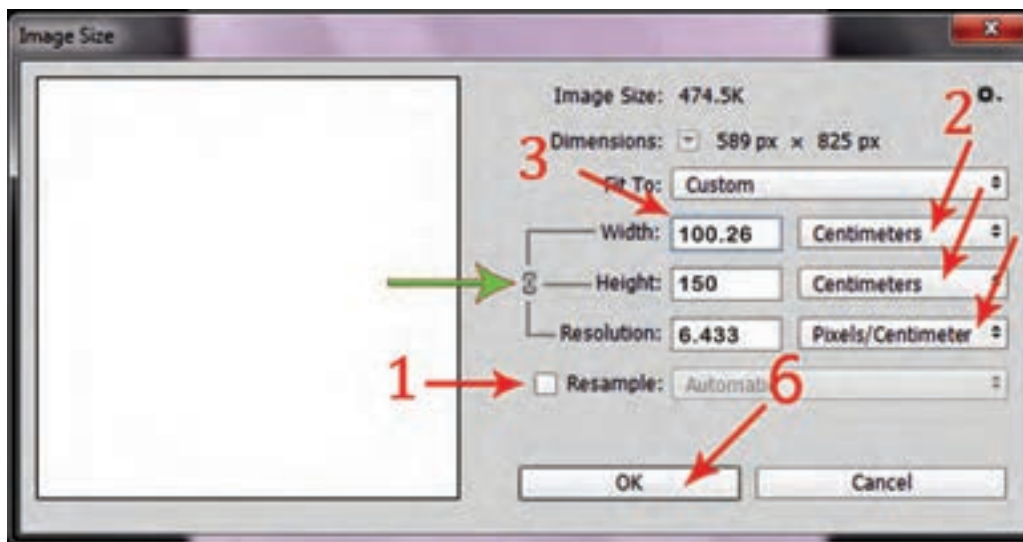 Image Size
Image Size: 474.5K
2
Dimensions: 589 px × 825 px
3
Fit To: Custom
Width: 100.26 Centimeters
Height: 150 Centimeters
Resolution: 6.433 Pixels/Centimeter
1 Resample:
6
OK Cancel